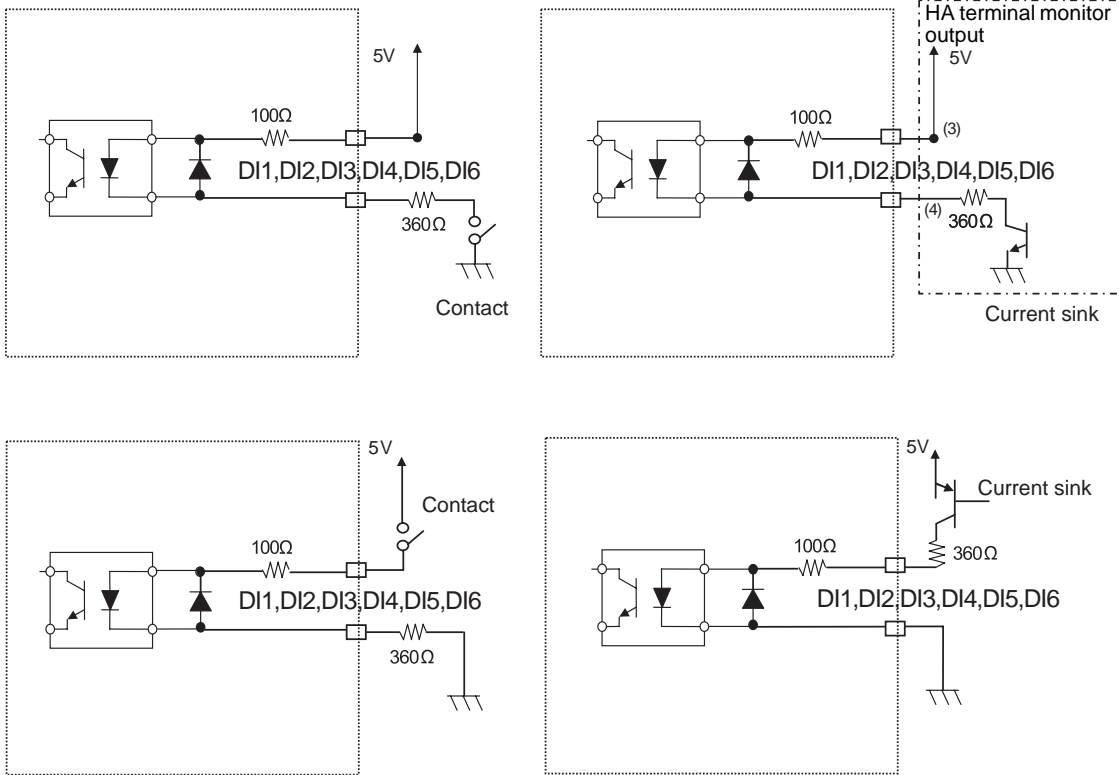 5V
100Ω
DI1,DI2,DI3,DI4,DI5,DI6
360Ω
Contact
HA terminal monitor
output
5V
100Ω
(3)
DI1,DI2,DI3,DI4,DI5,DI6
(4)
360Ω
Current sink
5V
Contact
100Ω
DI1,DI2,DI3,DI4,DI5,DI6
360Ω
5V
Current sink
100Ω
360Ω
DI1,DI2,DI3,DI4,DI5,DI6